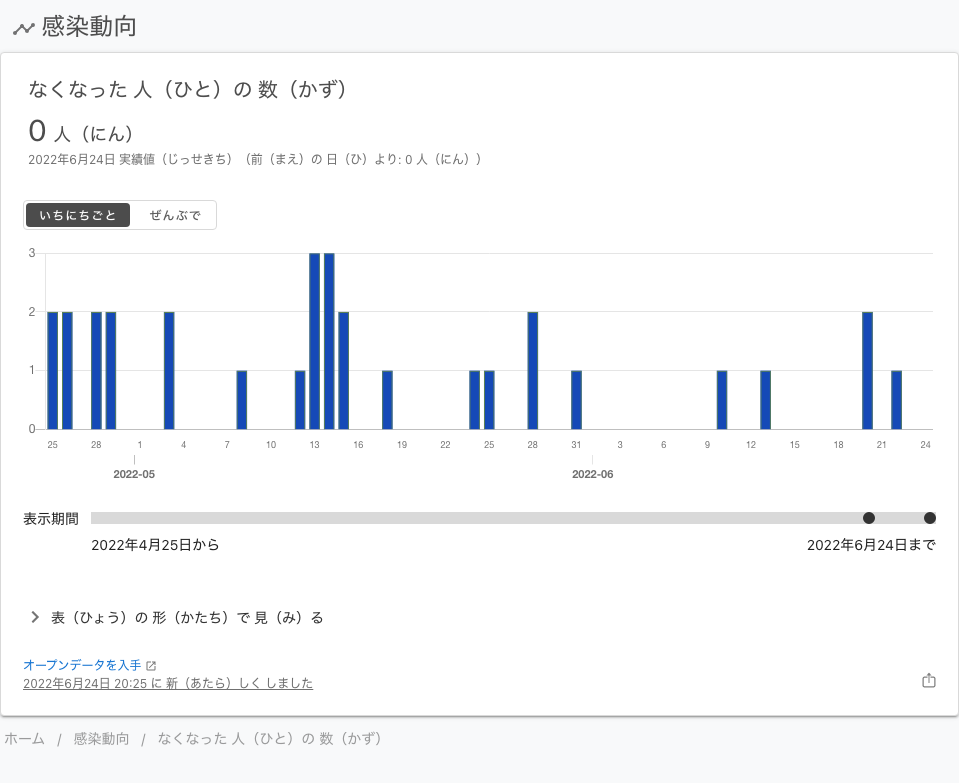 感染動向
なくなった 人（ひと）の 数（かず）
0 人（にん）
2022年6月24日 実績値（じっせきち）（前（まえ）の 日（ひ）より: 0 人（にん））
いちにちごと ぜんぶで
3
2
1
0
25 28 1 4 7 10 13 16 19 22 25 28 31 3 6 9 12 15 18 21 24
2022-05 2022-06
表示期間
2022年4月25日から 2022年6月24日まで
表（ひょう）の 形（かたち）で 見（み）る
オープンデータを入手
2022年6月24日 20:25 に 新（あたら）しく しました
ホーム / 感染動向 / なくなった 人（ひと）の 数（かず）